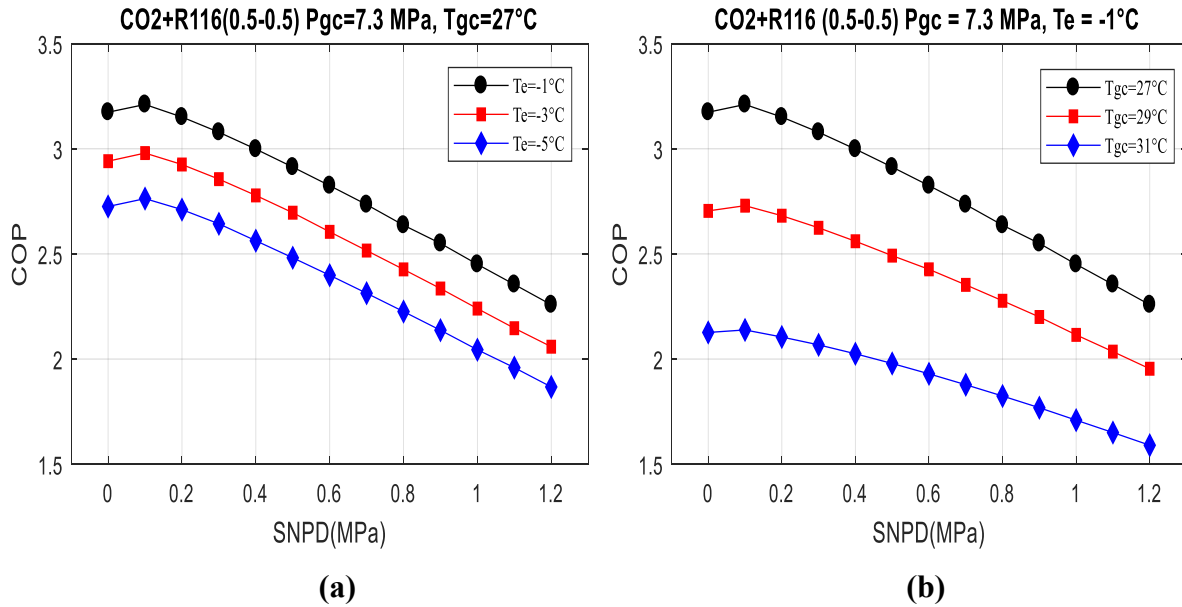 CO2+R116(0.5-0.5) Pgc=7.3 MPa, Tgc=27°C
3.5
3
2.5
2
1.5
COP
Te=-1°C
Te=-3°C
Te=-5°C
0 0.2 0.4 0.6 0.8 1 1.2
SNPD(MPa)
(a)
CO2+R116 (0.5-0.5) Pgc = 7.3 MPa, Te = -1°C
3.5
3
2.5
2
1.5
COP
Tgc=27°C
Tgc=29°C
Tgc=31°C
0 0.2 0.4 0.6 0.8 1 1.2
SNPD(MPa)
(b)